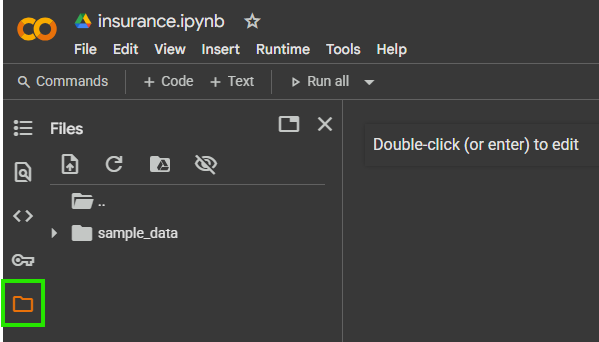 insurance.ipynb
File Edit View Insert Runtime Tools Help
Commands + Code + Text Run all
Files
Double-click (or enter) to edit
..
sample_data